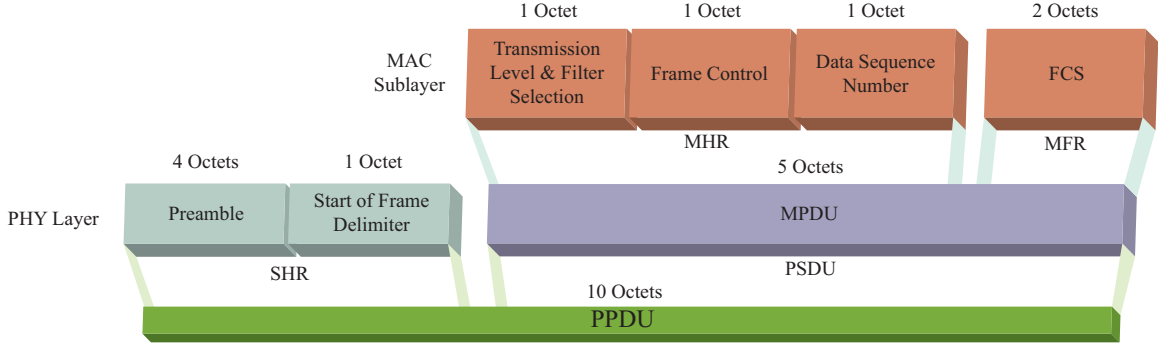 1 Octet
1 Octet
1 Octet
2 Octets
MAC
Sublayer
Transmission
Level & Filter
Selection
Frame Control
Data Sequence
Number
FCS
MHR
MFR
4 Octets
1 Octet
5 Octets
PHY Layer
Preamble
Start of Frame
Delimiter
MPDU
SHR
PSDU
10 Octets
PPDU